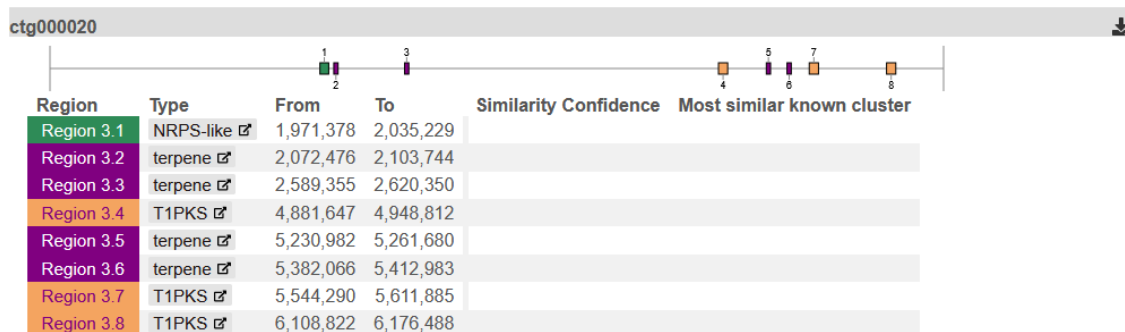 ctg000020
1 3 5 7
2 4 6 8
Region Type From To Similarity Confidence Most similar known cluster
Region 3.1 NRPS-like 1,971,378 2,035,229
Region 3.2 terpene 2,072,476 2,103,744
Region 3.3 terpene 2,589,355 2,620,350
Region 3.4 T1PKS 4,881,647 4,948,812
Region 3.5 terpene 5,230,982 5,261,680
Region 3.6 terpene 5,382,066 5,412,983
Region 3.7 T1PKS 5,544,290 5,611,885
Region 3.8 T1PKS 6,108,822 6,176,488